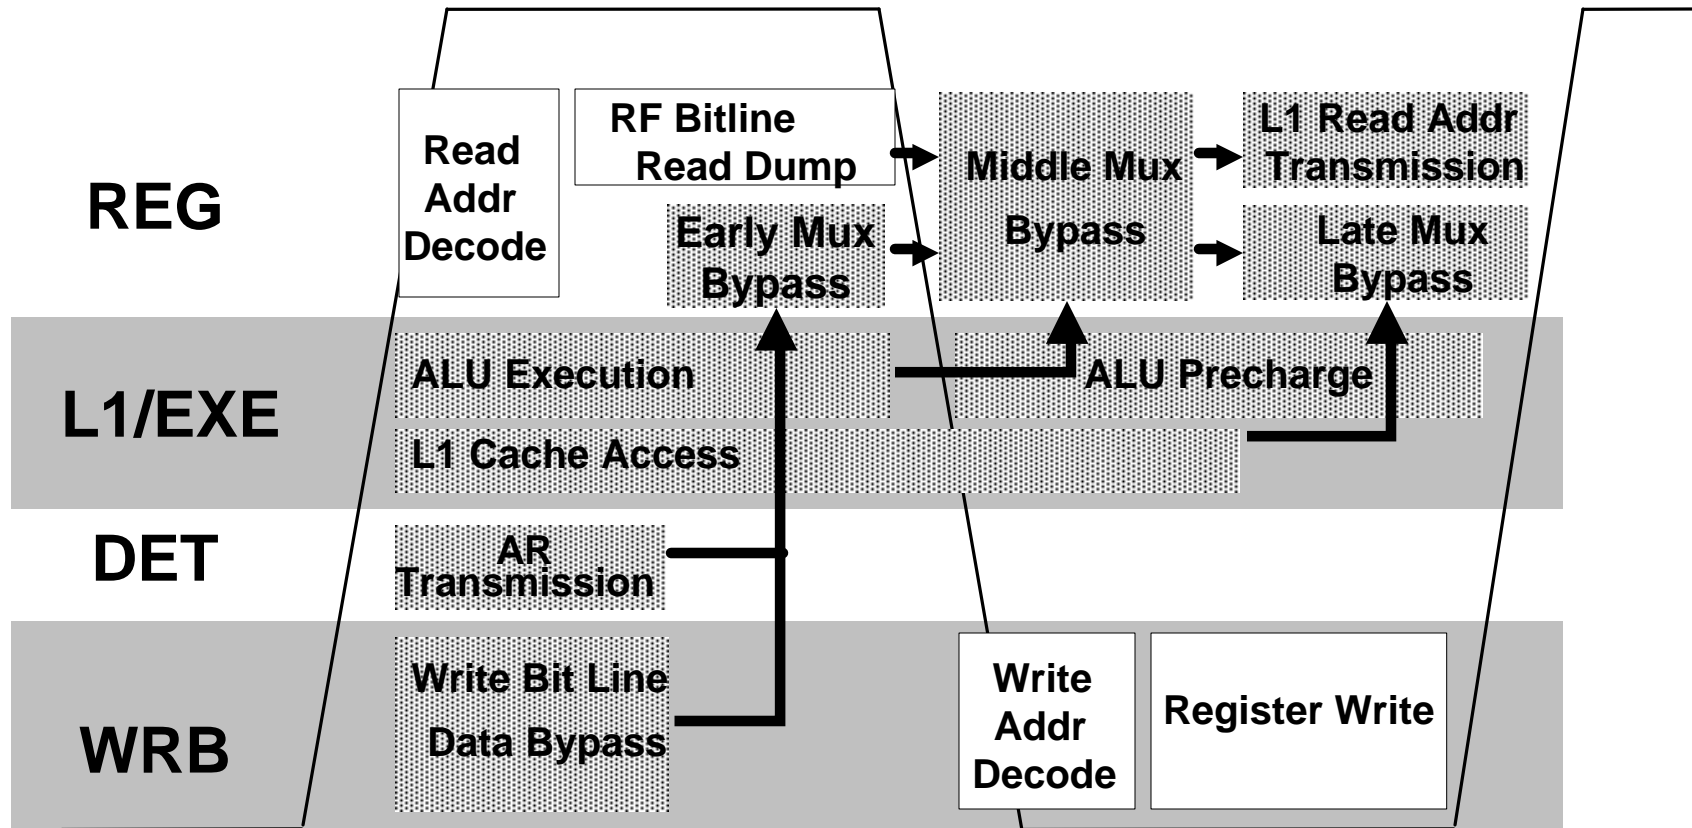 REG
Read
Addr
Decode
RF Bitline
Read Dump
Early Mux
Bypass
Middle Mux
Bypass
L1 Read Addr
Transmission
Late Mux
Bypass
L1/EXE
ALU Execution
ALU Precharge
L1 Cache Access
DET
AR
Transmission
WRB
Write Bit Line
Data Bypass
Write
Addr
Decode
Register Write